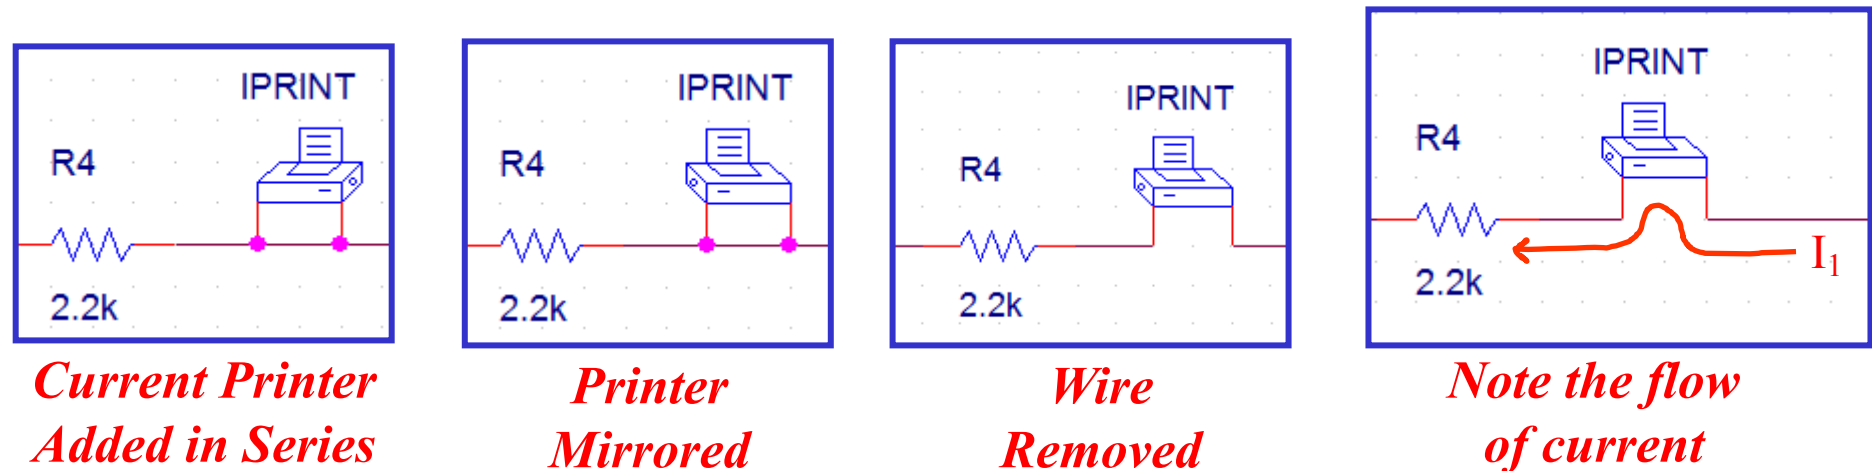 IPRINT
R4
2.2k
Current Printer
Added in Series
IPRINT
R4
2.2k
Printer
Mirrored
IPRINT
R4
2.2k
Wire
Removed
IPRINT
R4
I₁
2.2k
Note the flow
of current